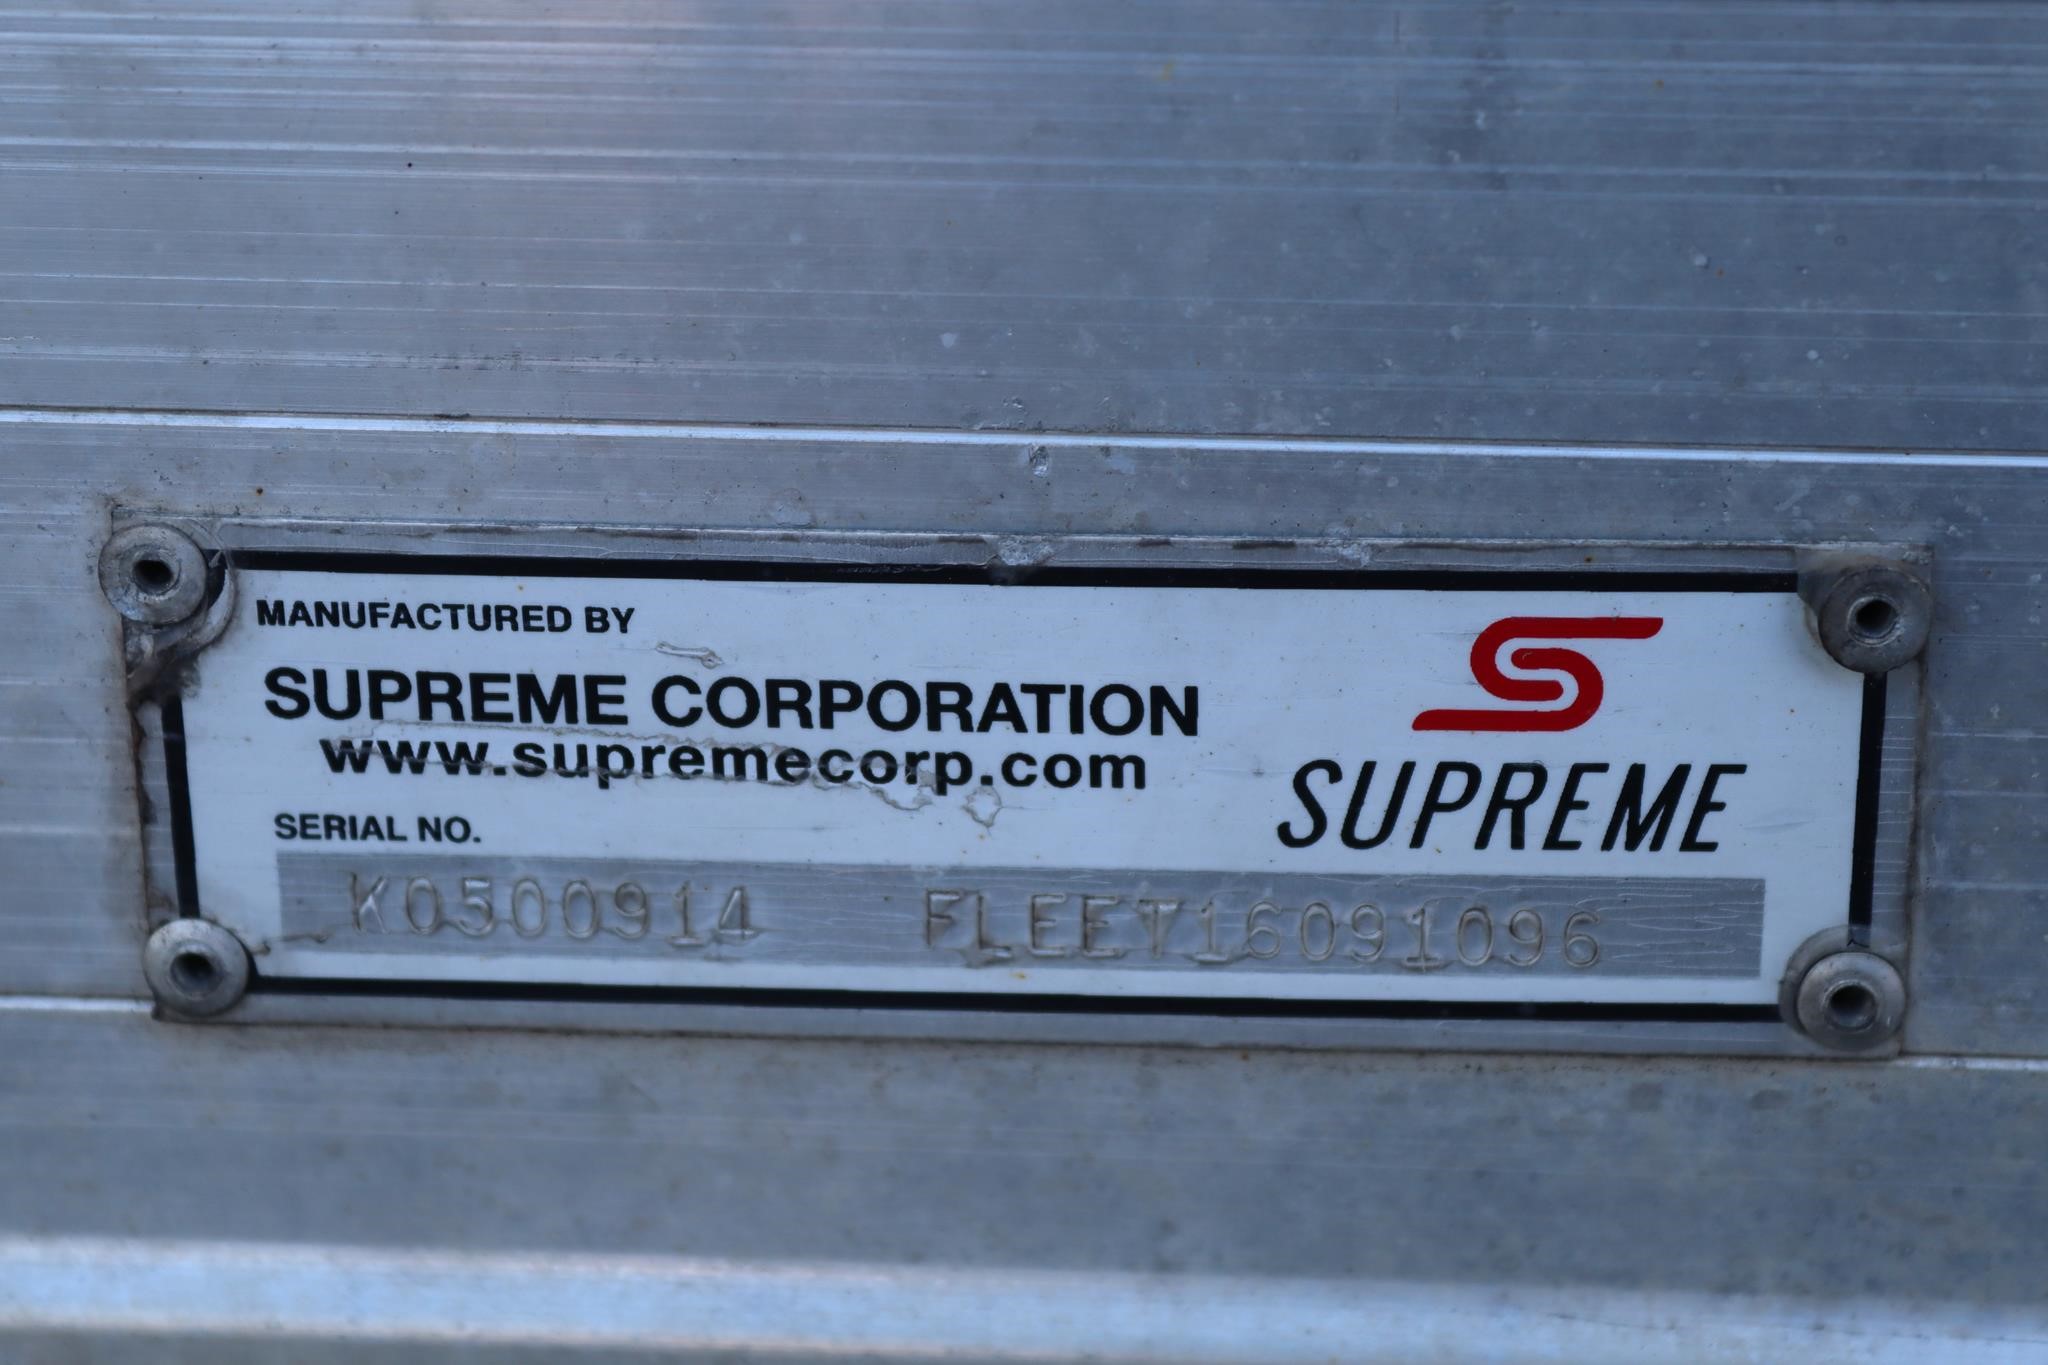 MANUFACTURED BY
SUPREME CORPORATION
www.supremecorp.com
SUPREME
SERIAL NO.
K0500914 FLEET16091096